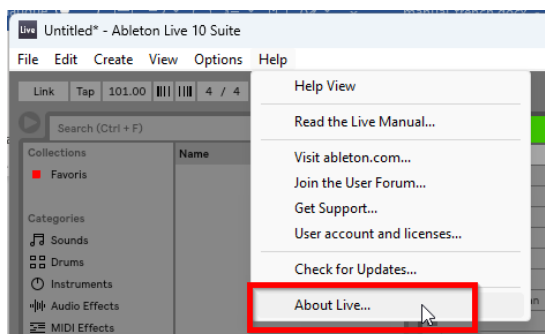 Live Untitled* - Ableton Live 10 Suite
File Edit Create View Options Help
Link Tap 101.00 4 / 4
Search (Ctrl + F)
Collections
Name
Favoris
Categories
Sounds
Drums
Instruments
Audio Effects
MIDI Effects
Help View
Read the Live Manual...
Visit ableton.com...
Join the User Forum...
Get Support...
User account and licenses...
Check for Updates...
About Live...